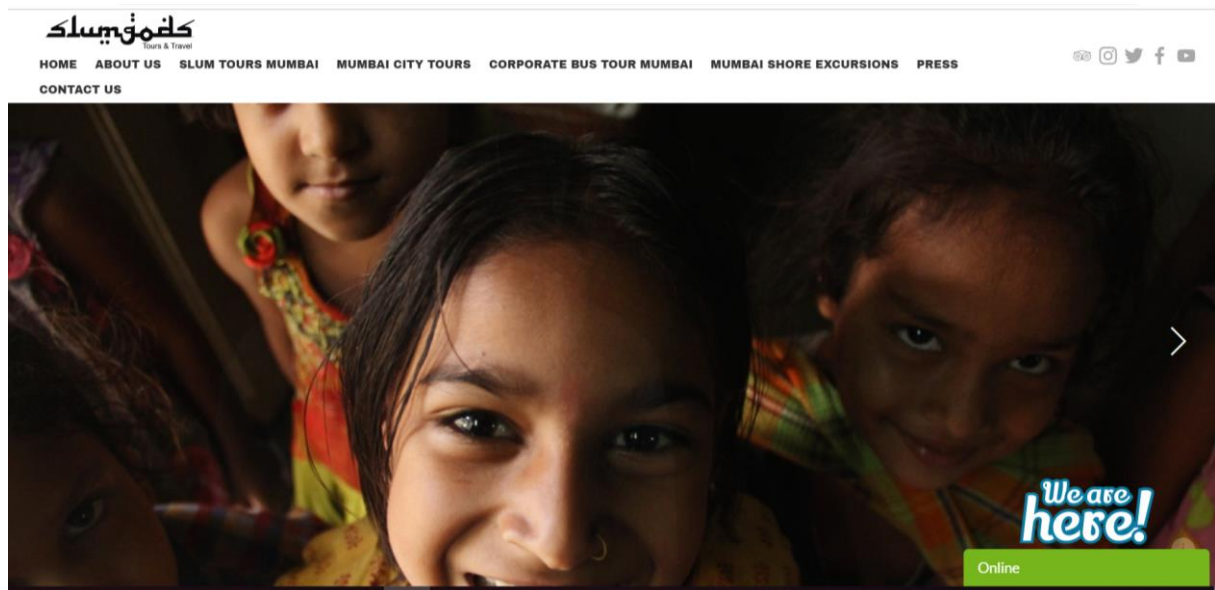 slumgods
Tours & Travel
HOME ABOUT US SLUM TOURS MUMBAI MUMBAI CITY TOURS CORPORATE BUS TOUR MUMBAI MUMBAI SHORE EXCURSIONS PRESS
CONTACT US
We are
here!
Online